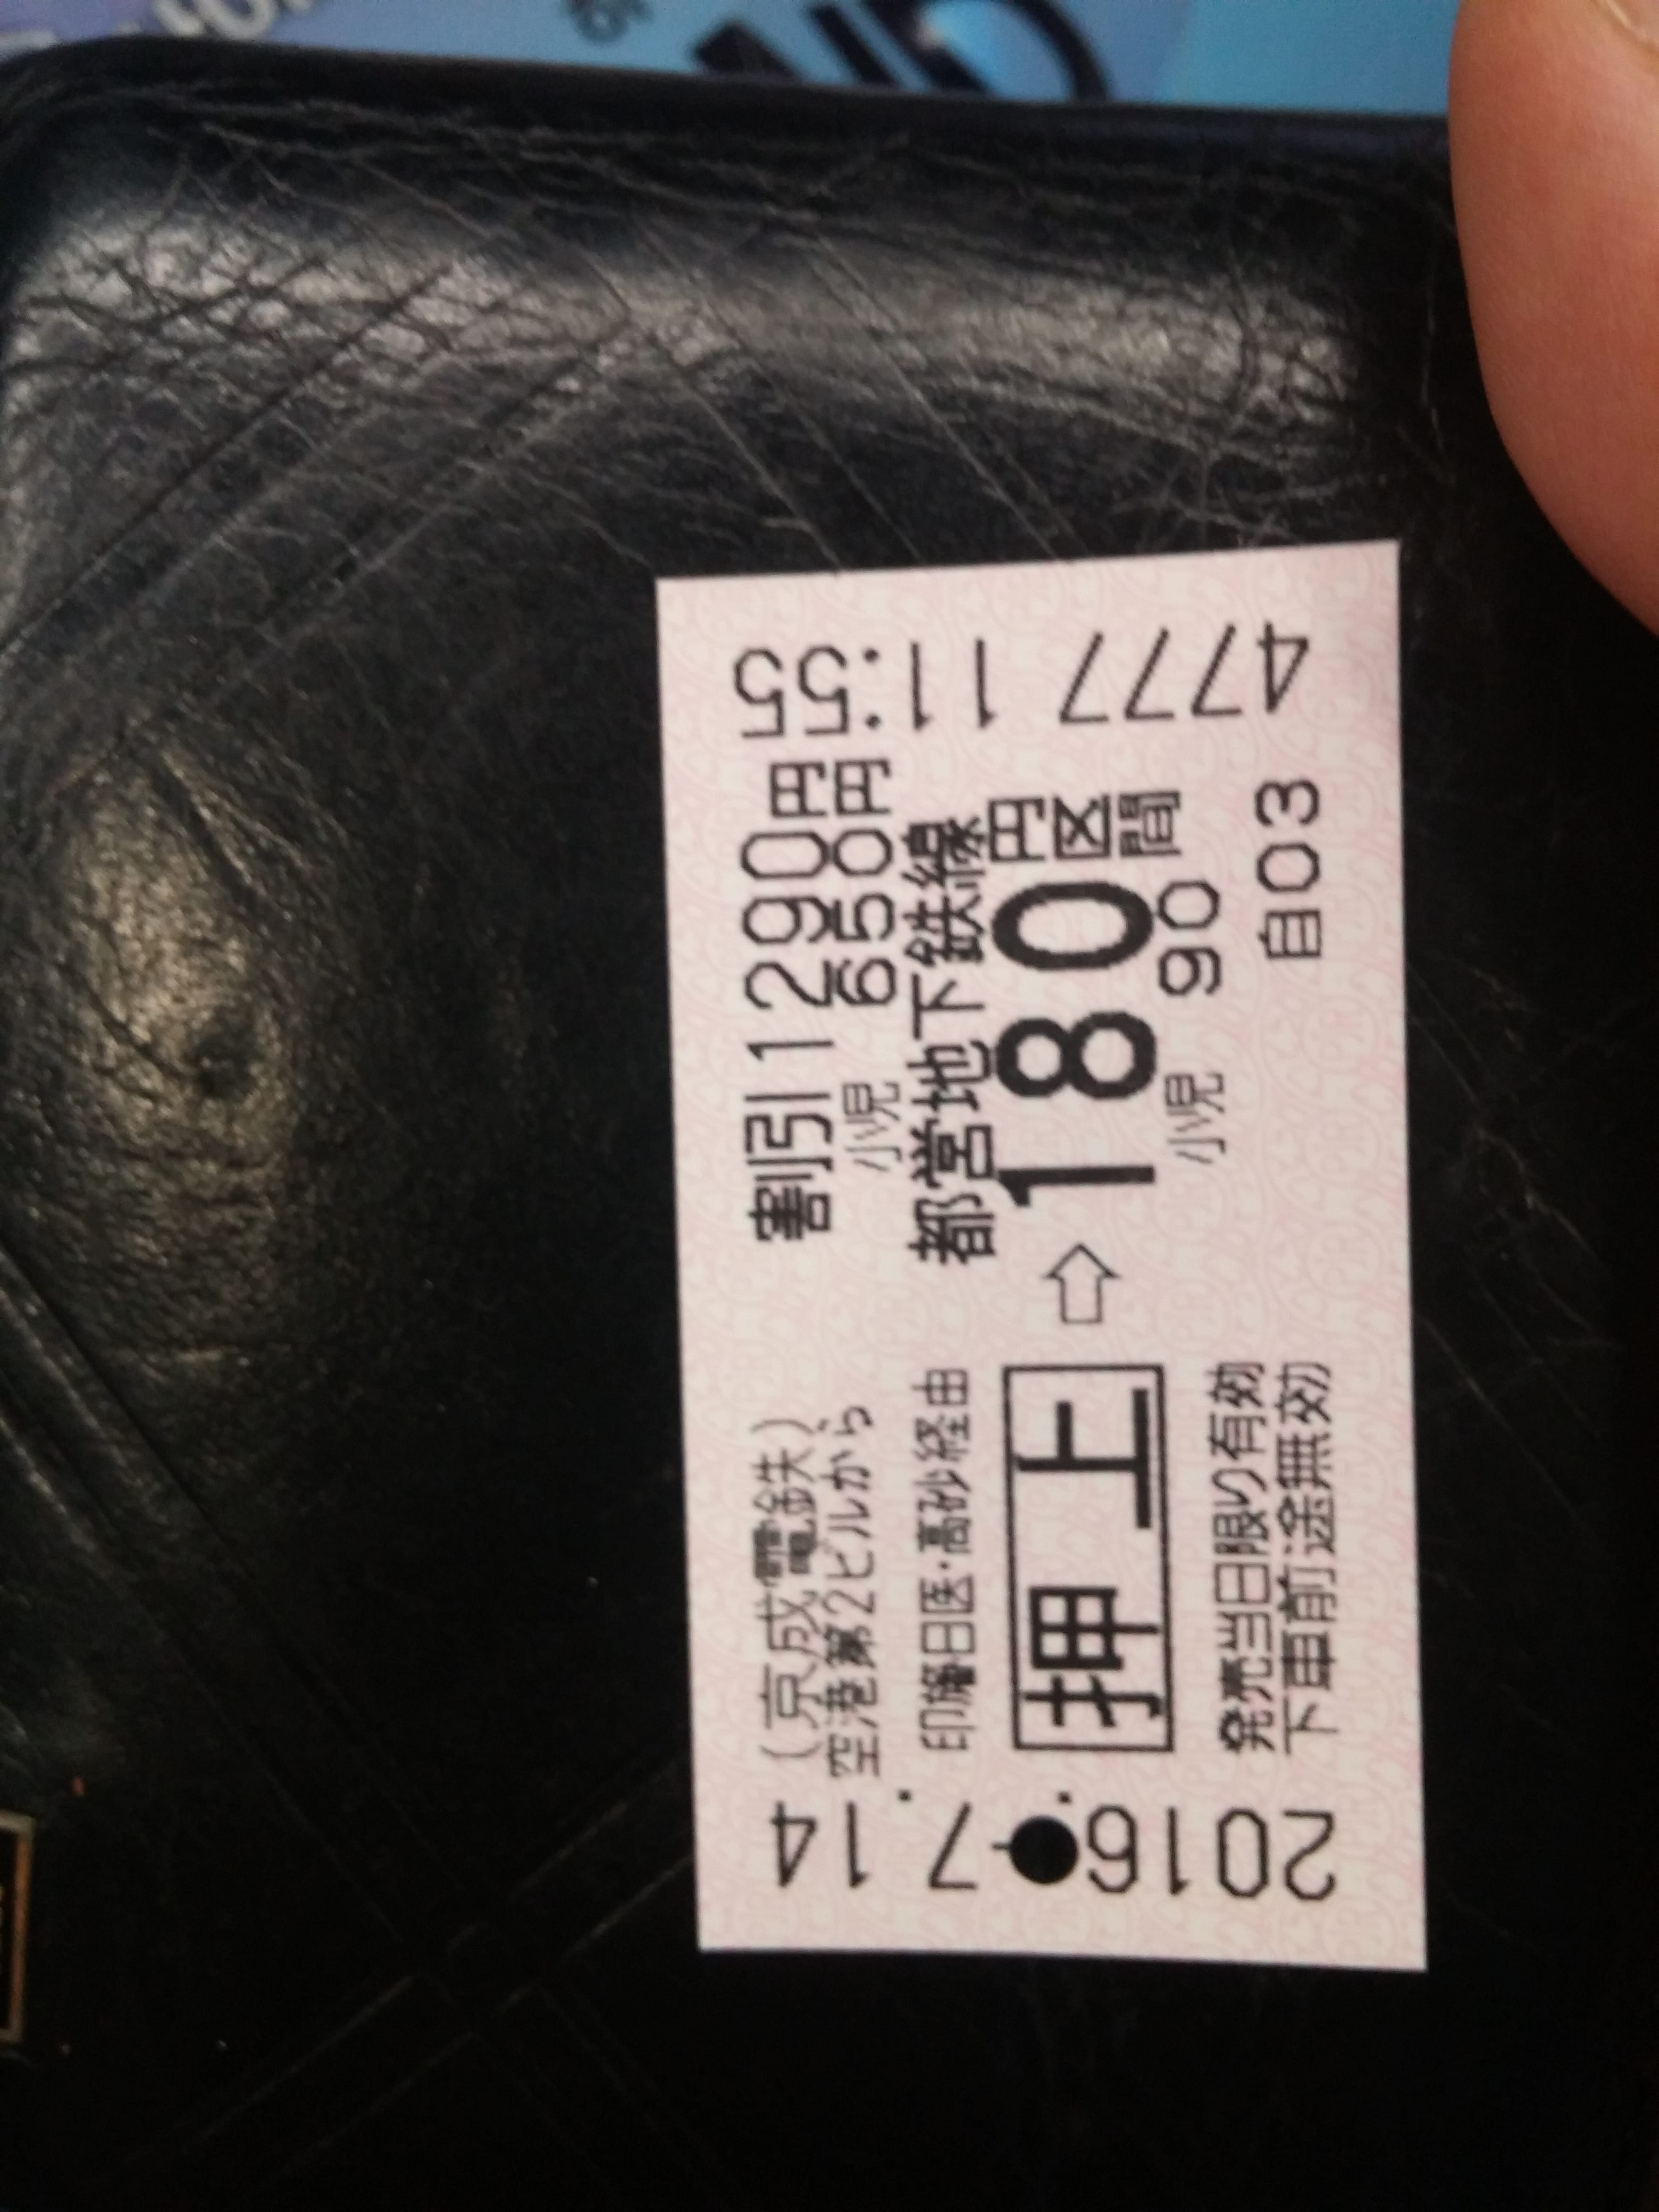 (京成電鉄)
空港第2ビルから
割引1290円
小児 650円
印旛日医・高砂経由
都営地下鉄線
押上⇨180円区間
小児 90
発売当日限り有効
下車前途無効
自03
2016.-7.14
4777 11:55